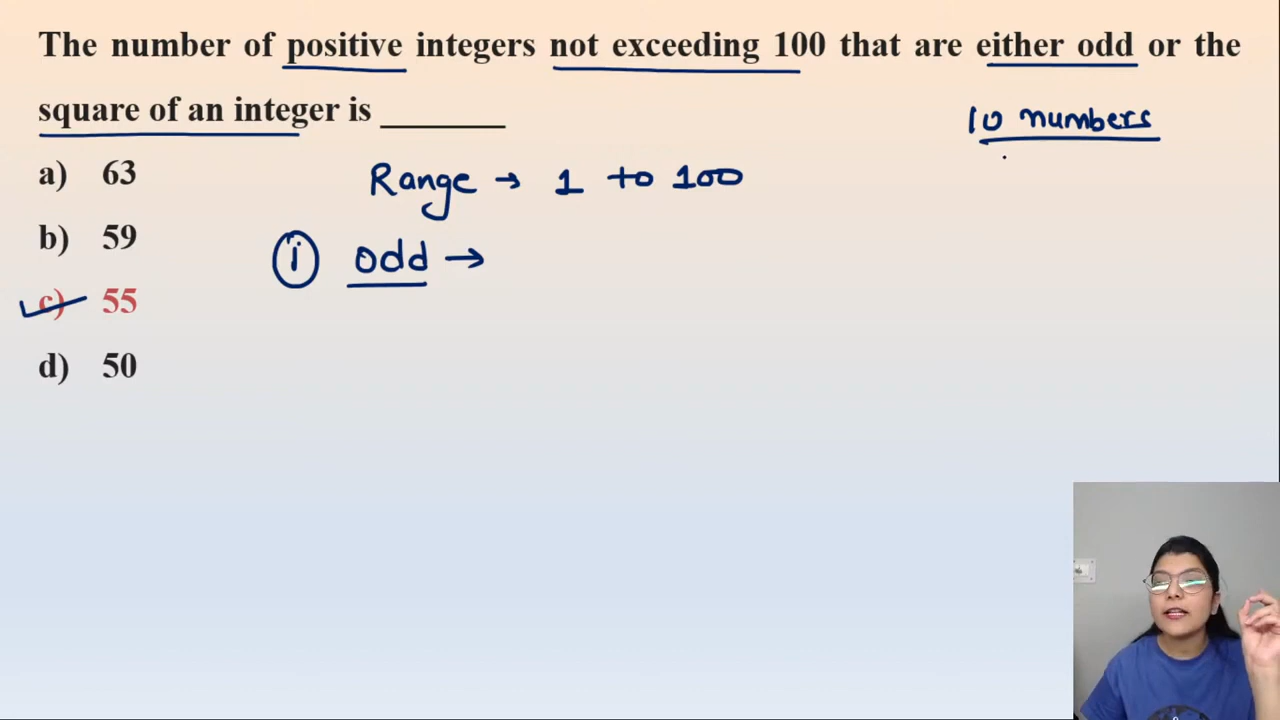 The number of positive integers not exceeding 100 that are either odd or the
square of an integer is _______
10 numbers
a) 63
Range → 1 to 100
b) 59
i odd →
c) 55
d) 50